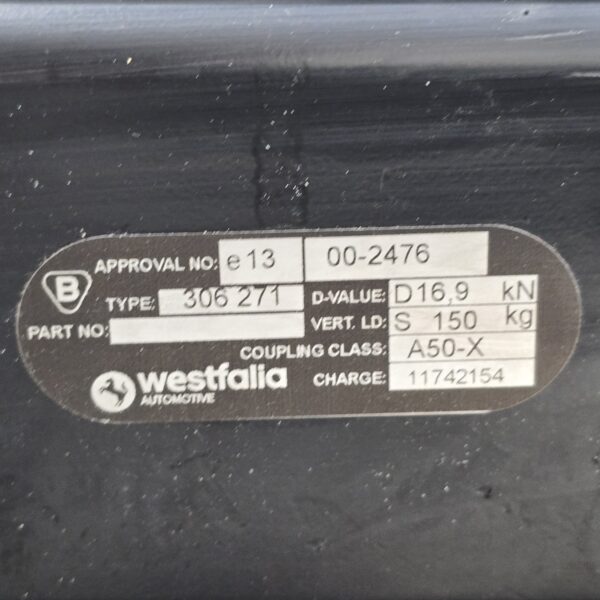 B
APPROVAL NO: e 13 00-2476
TYPE: 306 271 D-VALUE: D16,9 kN
PART NO: VERT. LD: S 150 kg
COUPLING CLASS: A50-X
westfalia CHARGE: 11742154
AUTOMOTIVE